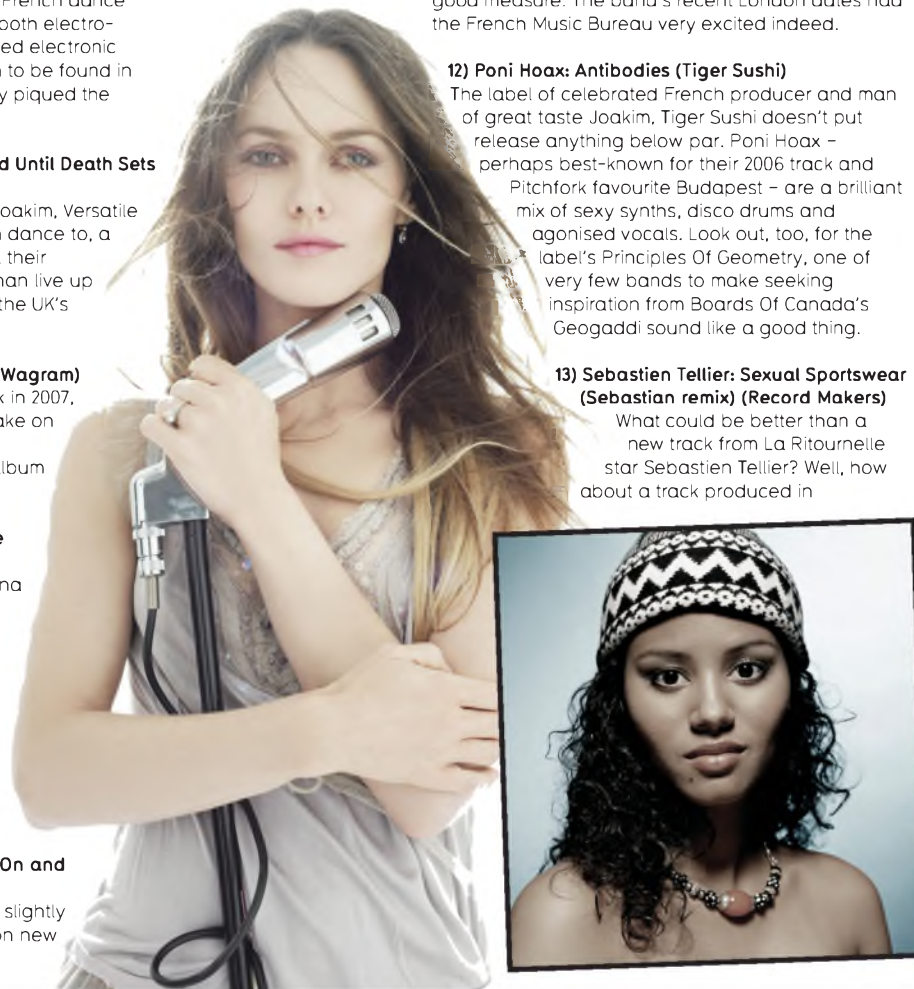 French dance
both electro-
ed electronic
to be found in
y piqued the
d Until Death Sets
oakim, Versatile
dance to, a
their
han live up
the UK's
Wagram)
k in 2007,
ake on
lbum
e
na
On and
slightly
on new
good measure. The band's recent London dates had
the French Music Bureau very excited indeed.
12) Poni Hoax: Antibodies (Tiger Sushi)
The label of celebrated French producer and man
of great taste Joakim, Tiger Sushi doesn't put
release anything below par. Poni Hoax –
perhaps best-known for their 2006 track and
Pitchfork favourite Budapest – are a brilliant
mix of sexy synths, disco drums and
agonised vocals. Look out, too, for the
label's Principles Of Geometry, one of
very few bands to make seeking
inspiration from Boards Of Canada's
Geogaddi sound like a good thing.
13) Sebastien Tellier: Sexual Sportswear
(Sebastian remix) (Record Makers)
What could be better than a
new track from La Ritournelle
star Sebastien Tellier? Well, how
about a track produced in